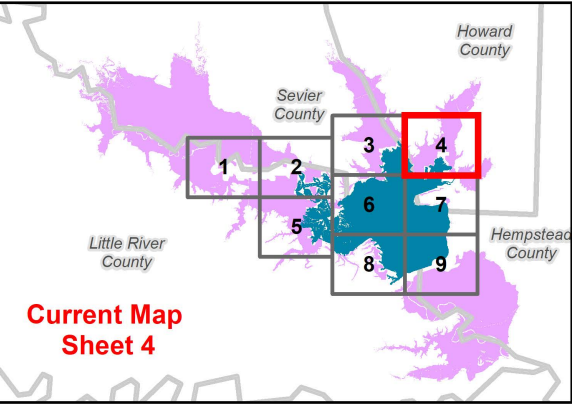 Howard
County
Sevier
County
3
4
1
2
6
7
5
Little River
County
Hempstead
County
8
9
Current Map
Sheet 4